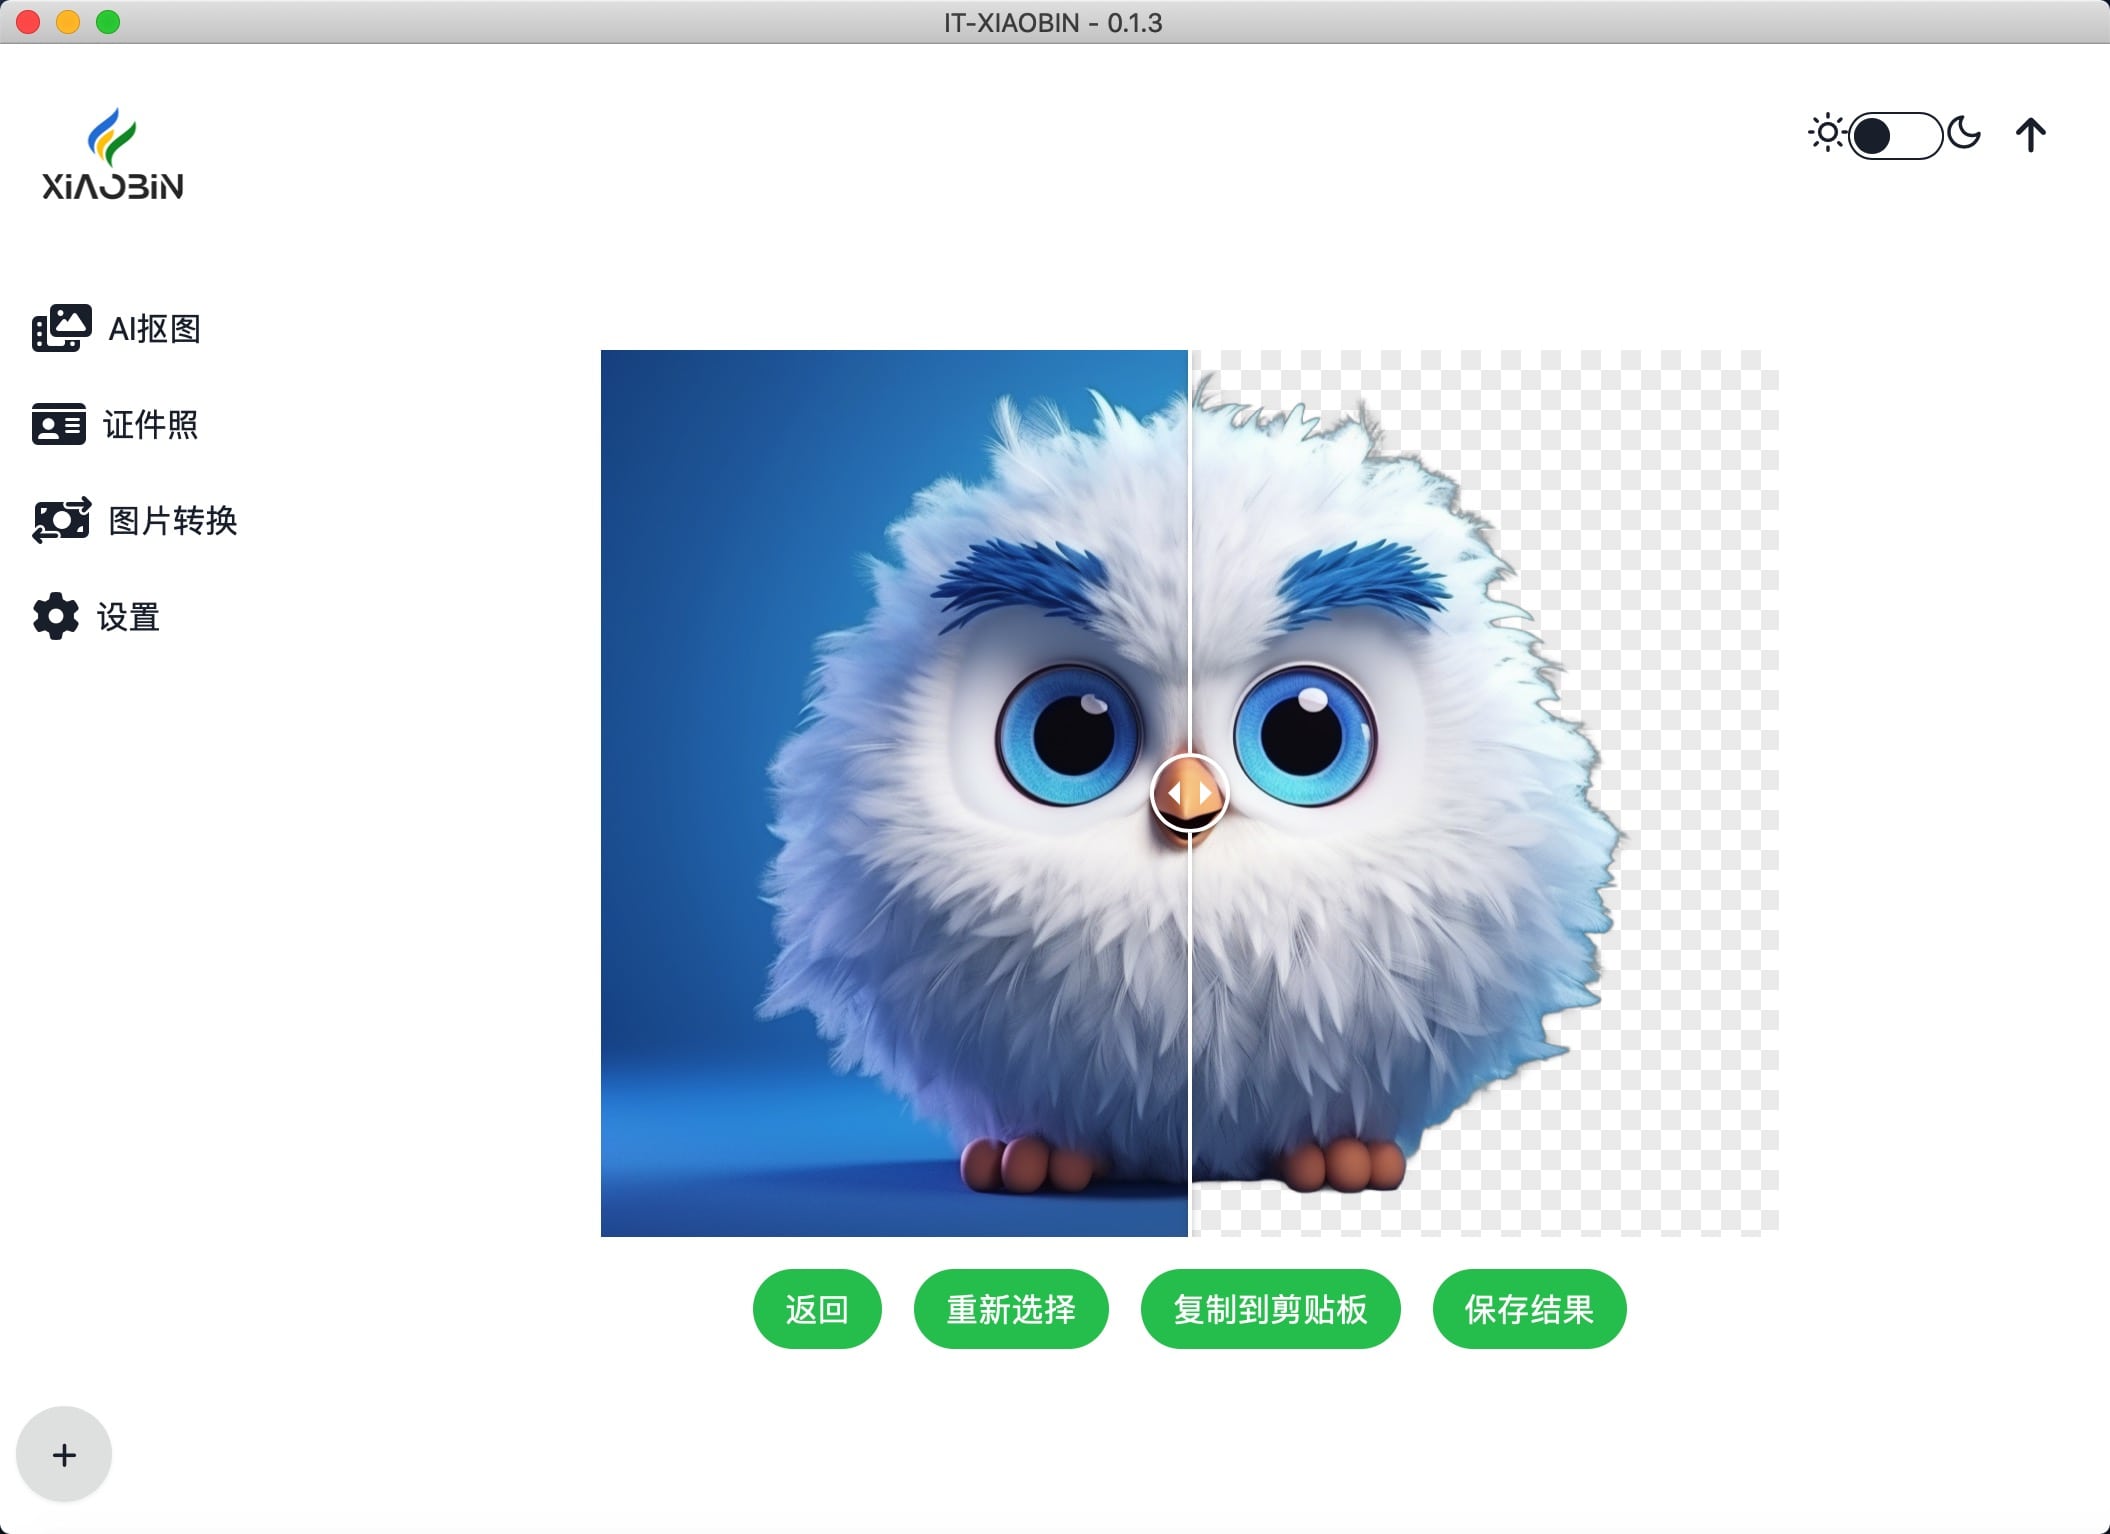 IT-XIAOBIN - 0.1.3
XiAOBiN
AI抠图
证件照
图片转换
设置
返回
重新选择
复制到剪贴板
保存结果
+